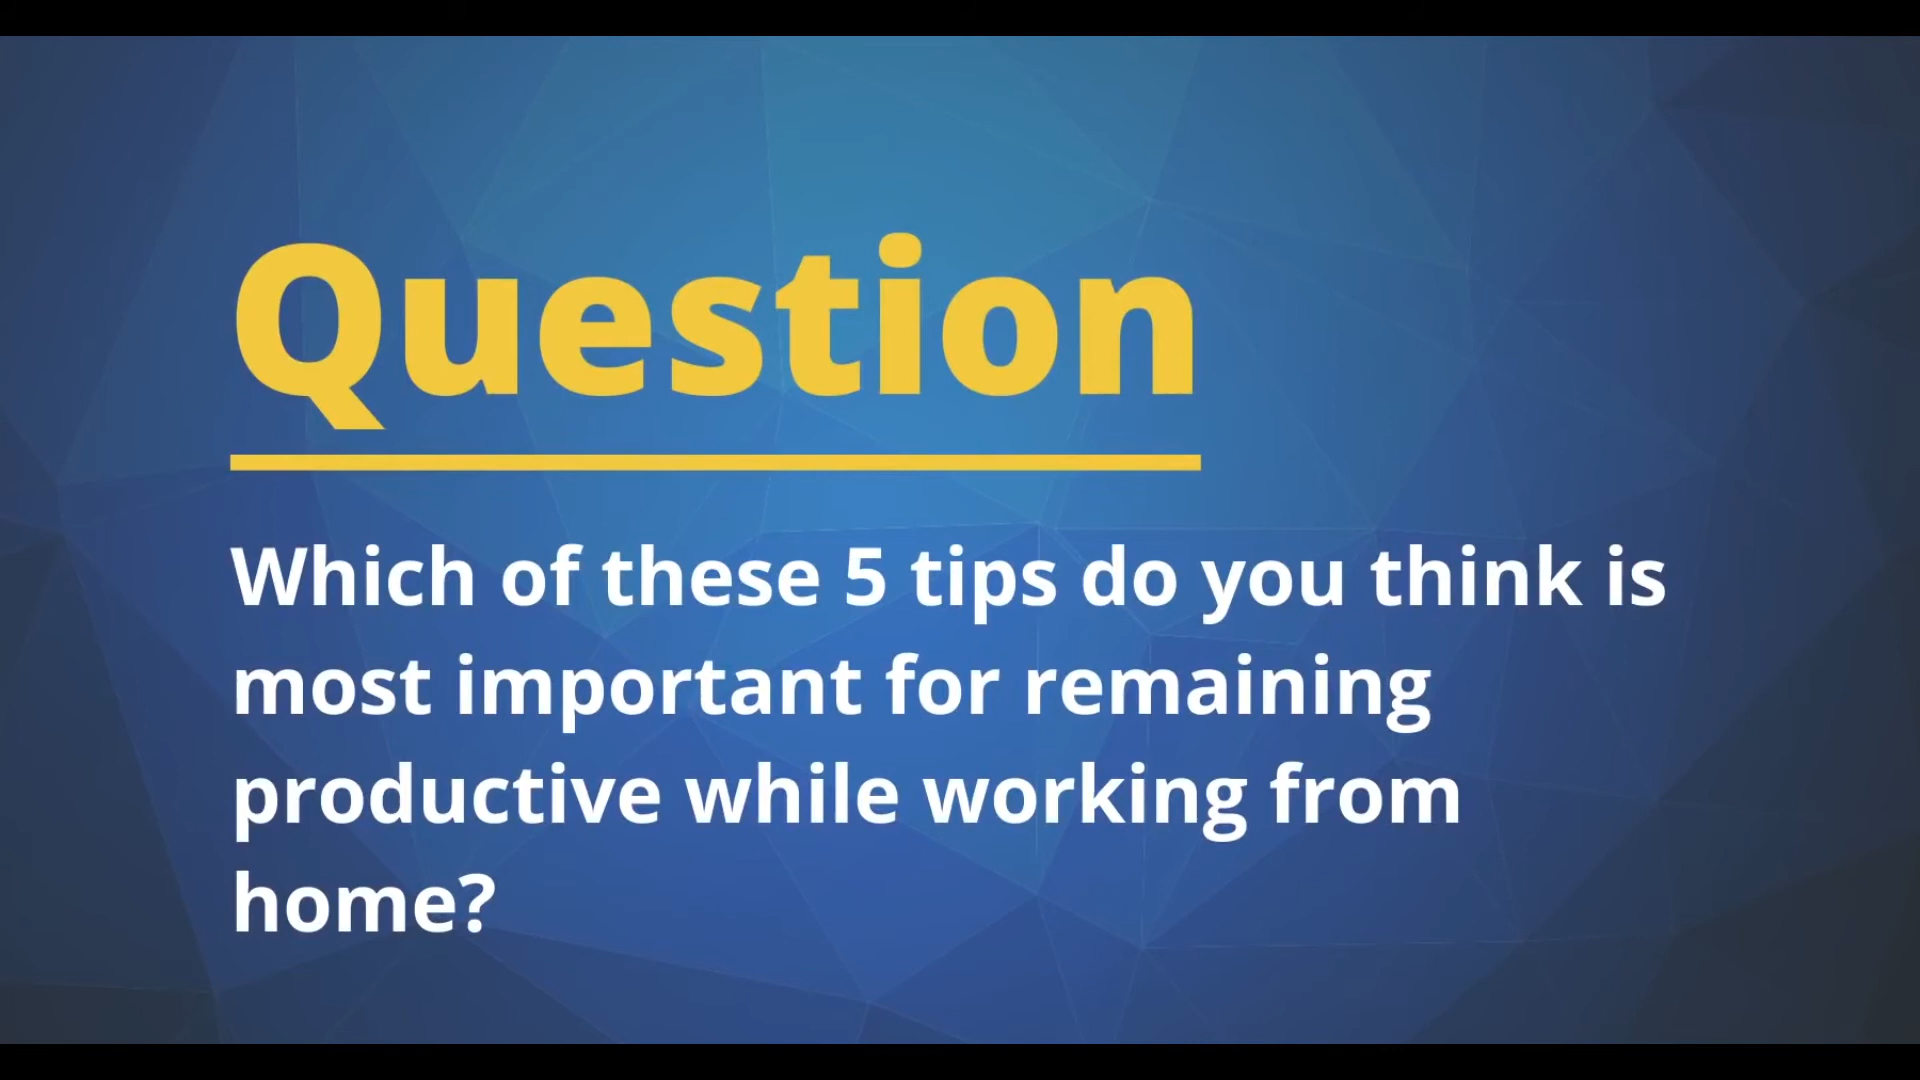 Question
Which of these 5 tips do you think is
most important for remaining
productive while working from
home?